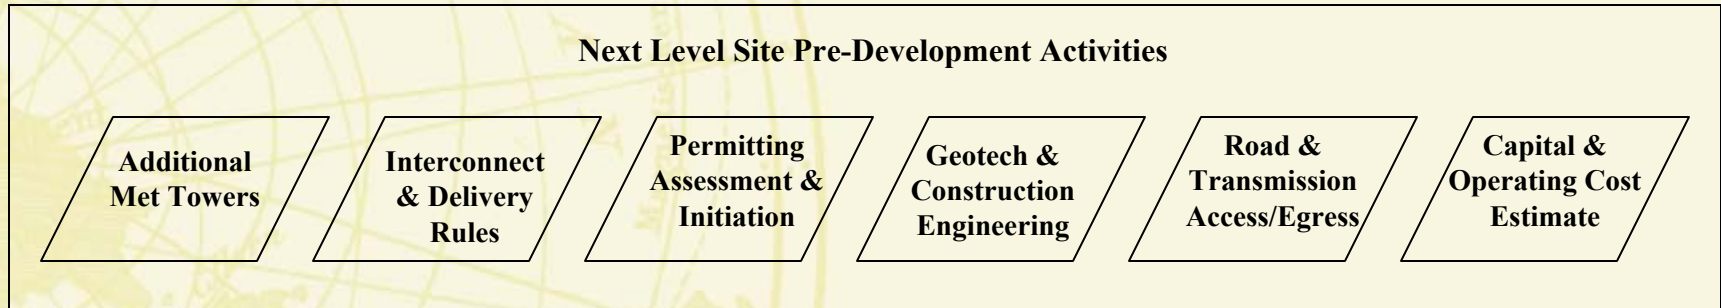 Next Level Site Pre-Development Activities
Additional
Met Towers
Interconnect
& Delivery
Rules
Permitting
Assessment &
Initiation
Geotech &
Construction
Engineering
Road &
Transmission
Access/Egress
Capital &
Operating Cost
Estimate